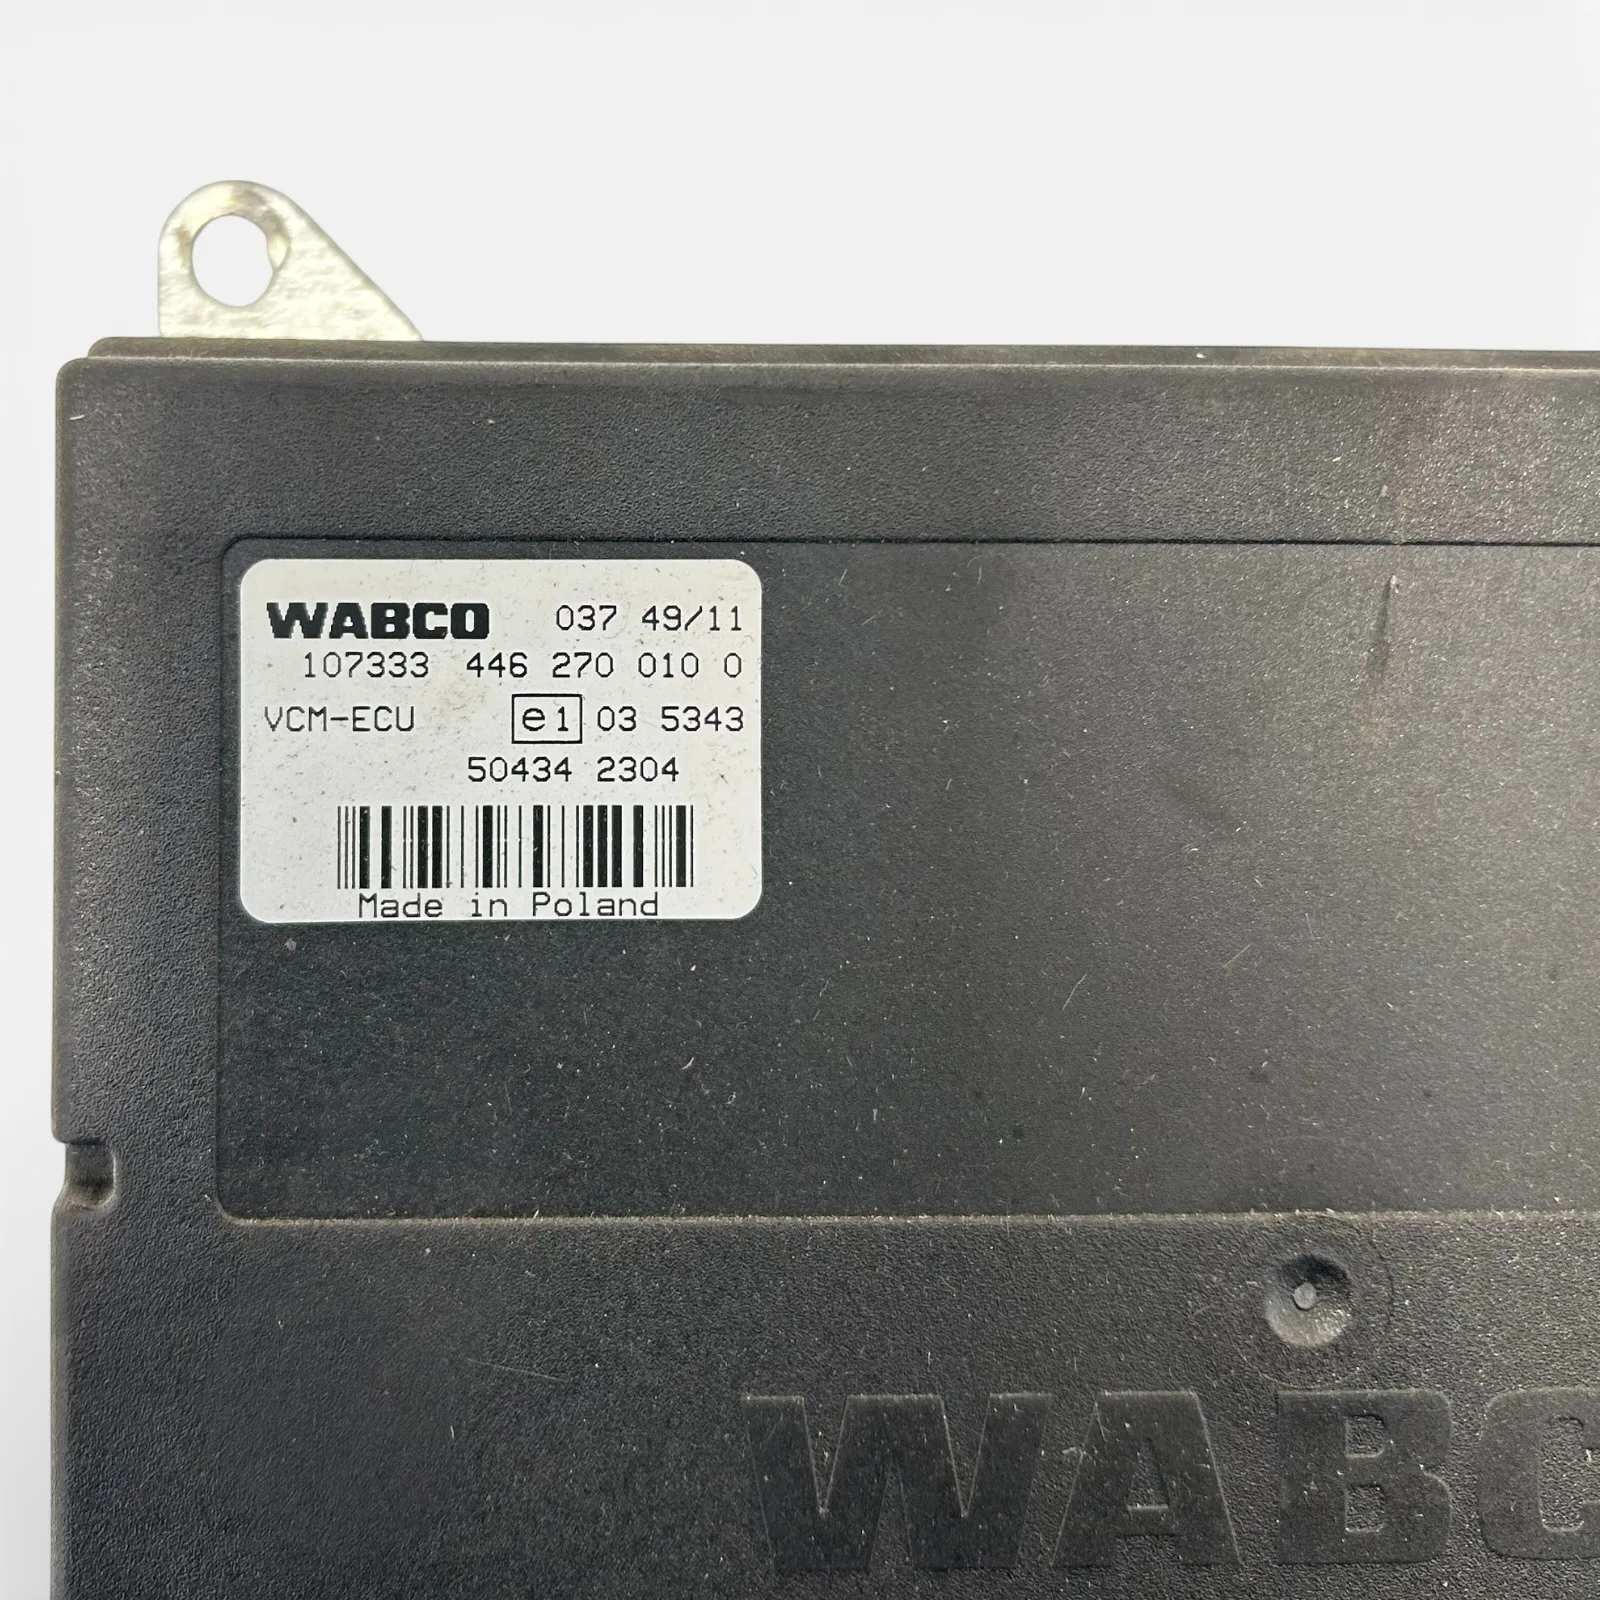 WABCO 037 49/11
107333 446 270 010 0
VCM-ECU e1 03 5343
50434 2304
Made in Poland
WABC